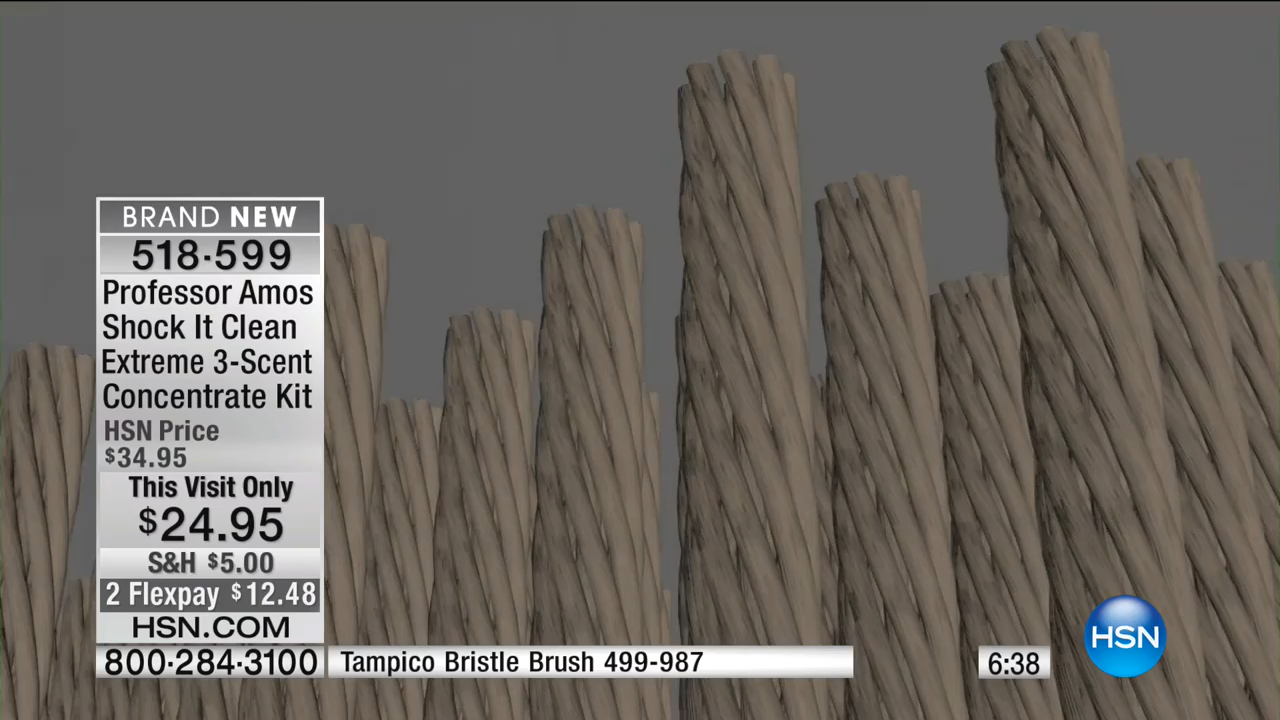 BRAND NEW
518·599
Professor Amos
Shock It Clean
Extreme 3-Scent
Concentrate Kit
HSN Price
$34.95
This Visit Only
$24.95
S&H $5.00
2 Flexpay $12.48
HSN.COM
800·284·3100
Tampico Bristle Brush 499-987
6:38
HSN